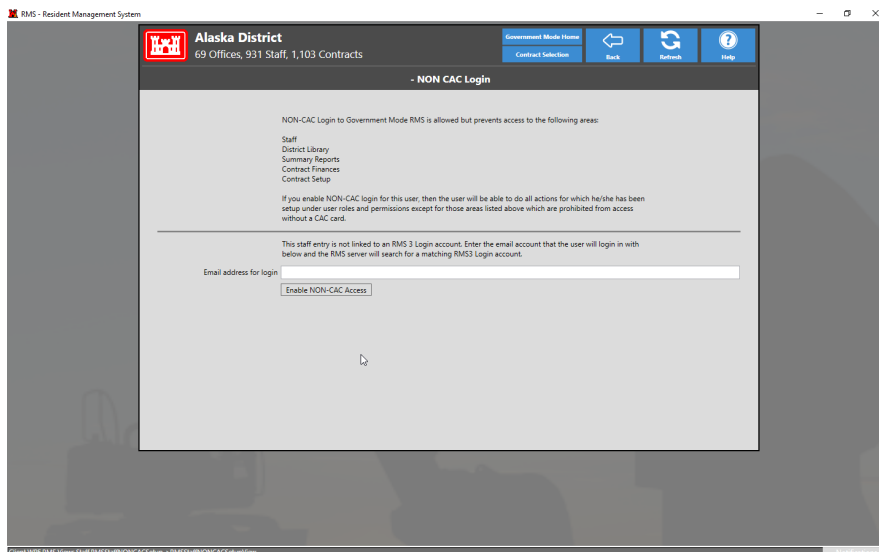 RMS - Resident Management System
Alaska District
69 Offices, 931 Staff, 1,103 Contracts
Government Mode Home
Contract Selection
Back
Refresh
Help
- NON CAC Login
NON-CAC Login to Government Mode RMS is allowed but prevents access to the following areas:
Staff
District Library
Summary Reports
Contract Finances
Contract Setup
If you enable NON-CAC login for this user, then the user will be able to do all actions for which he/she has been
setup under user roles and permissions except for those areas listed above which are prohibited from access
without a CAC card.
This staff entry is not linked to an RMS 3 Login account. Enter the email account that the user will login in with
below and the RMS server will search for a matching RMS3 Login account.
Email address for login
Enable NON-CAC Access